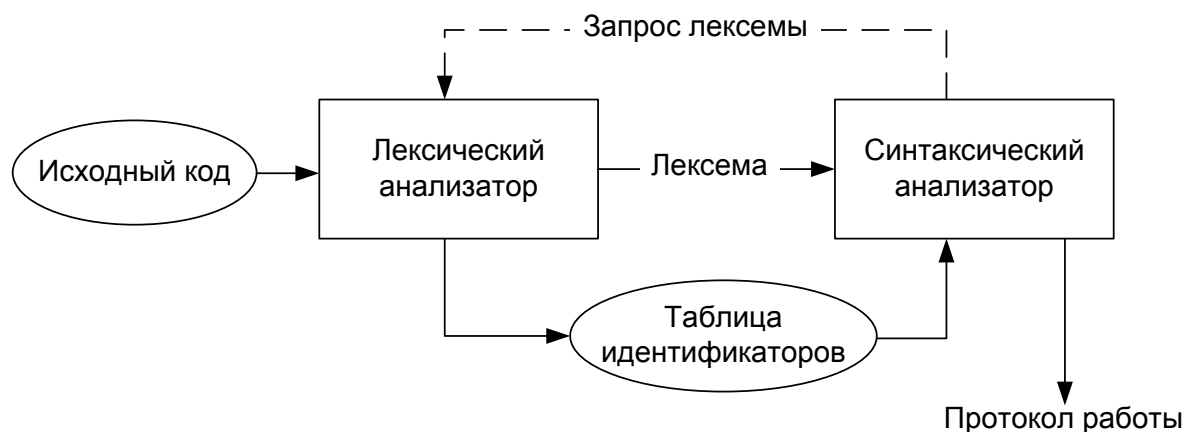 Запрос лексемы
Исходный код
Лексический
анализатор
Лексема
Синтаксический
анализатор
Таблица
идентификаторов
Протокол работы